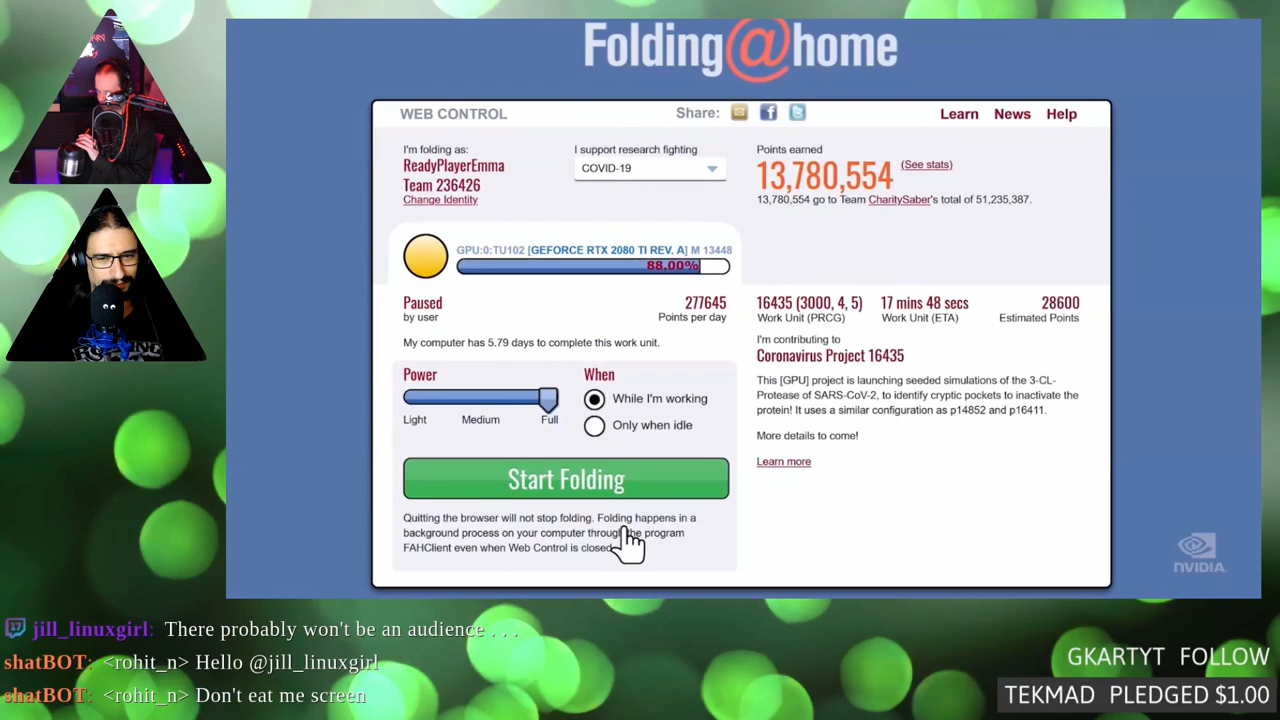 Folding@home
WEB CONTROL
Share:
Learn News Help
I'm folding as:
ReadyPlayerEmma
Team 236426
Change Identity
I support research fighting
COVID-19
Points earned
13,780,554 (See stats)
13,780,554 go to Team CharitySaber's total of 51,235,387.
GPU:0:TU102 [GEFORCE RTX 2080 TI REV. A] M 13448
88.00%
Paused
by user
277645
Points per day
16435 (3000, 4, 5)
Work Unit (PRCG)
17 mins 48 secs
Work Unit (ETA)
28600
Estimated Points
My computer has 5.79 days to complete this work unit.
I'm contributing to
Coronavirus Project 16435
This [GPU] project is launching seeded simulations of the 3-CL-
Protease of SARS-CoV-2, to identify cryptic pockets to inactivate the
protein! It uses a similar configuration as p14852 and p16411.
More details to come!
Learn more
Power
Light Medium Full
When
While I'm working
Only when idle
Start Folding
Quitting the browser will not stop folding. Folding happens in a
background process on your computer through the program
FAHClient even when Web Control is closed
NVIDIA.
jill_linuxgirl: There probably won't be an audience . . .
shatBOT: <rohit_n> Hello @jill_linuxgirl
shatBOT: <rohit_n> Don't eat me screen
GKARTYT FOLLOW
TEKMAD PLEDGED $1.00